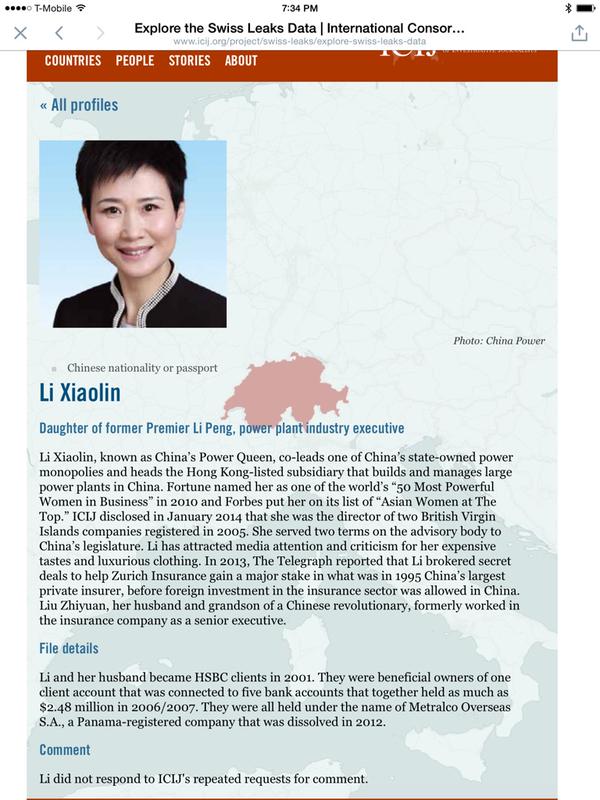 T-Mobile
7:34 PM
Explore the Swiss Leaks Data | International Consor...
www.icij.org/project/swiss-leaks/explore-swiss-leaks-data
COUNTRIES PEOPLE STORIES ABOUT
ICIJ
« All profiles
Photo: China Power
Chinese nationality or passport
Li Xiaolin
Daughter of former Premier Li Peng, power plant industry executive
Li Xiaolin, known as China's Power Queen, co-leads one of China's state-owned power
monopolies and heads the Hong Kong-listed subsidiary that builds and manages large
power plants in China. Fortune named her as one of the world's "50 Most Powerful
Women in Business" in 2010 and Forbes put her on its list of "Asian Women at The
Top." ICIJ disclosed in January 2014 that she was the director of two British Virgin
Islands companies registered in 2005. She served two terms on the advisory body to
China's legislature. Li has attracted media attention and criticism for her expensive
tastes and luxurious clothing. In 2013, The Telegraph reported that Li brokered secret
deals to help Zurich Insurance gain a major stake in what was in 1995 China's largest
private insurer, before foreign investment in the insurance sector was allowed in China.
Liu Zhiyuan, her husband and grandson of a Chinese revolutionary, formerly worked in
the insurance company as a senior executive.
File details
Li and her husband became HSBC clients in 2001. They were beneficial owners of one
client account that was connected to five bank accounts that together held as much as
$2.48 million in 2006/2007. They were all held under the name of Metralco Overseas
S.A., a Panama-registered company that was dissolved in 2012.
Comment
Li did not respond to ICIJ's repeated requests for comment.